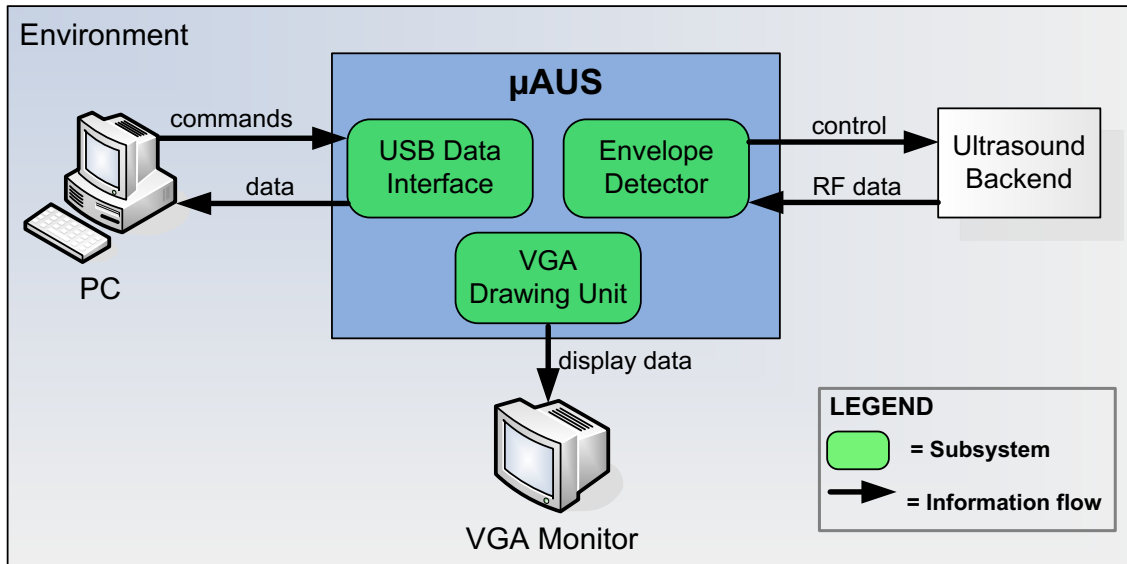 Environment
µAUS
commands
data
USB Data
Interface
Envelope
Detector
control
RF data
Ultrasound
Backend
PC
VGA
Drawing Unit
display data
VGA Monitor
LEGEND
= Subsystem
= Information flow